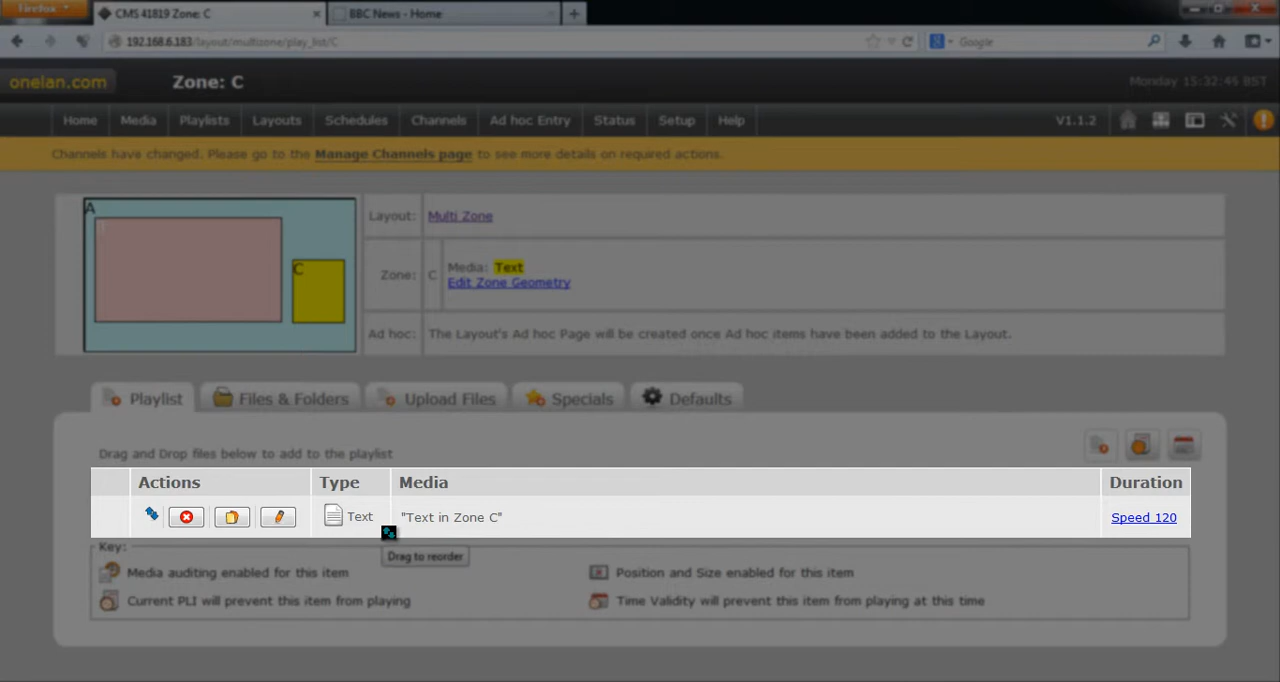 Firefox
CMS 41819 Zone: C
BBC News - Home
192.168.6.183/layout/multizone/play_list/C
Google
onelan.com
Zone: C
Monday 15:32:45 BST
Home Media Playlists Layouts Schedules Channels Ad hoc Entry Status Setup Help V1.1.2
Channels have changed. Please go to the Manage Channels page to see more details on required actions.
A
C
Layout: Multi Zone
Zone: C
Media: Text
Edit Zone Geometry
Ad hoc: The Layout's Ad hoc Page will be created once Ad hoc items have been added to the Layout.
Playlist Files & Folders Upload Files Specials Defaults
Drag and Drop files below to add to the playlist
Actions Type Media Duration
Text "Text in Zone C" Speed 120
Drag to reorder
Key:
Media auditing enabled for this item Position and Size enabled for this item
Current PLI will prevent this item from playing Time Validity will prevent this item from playing at this time